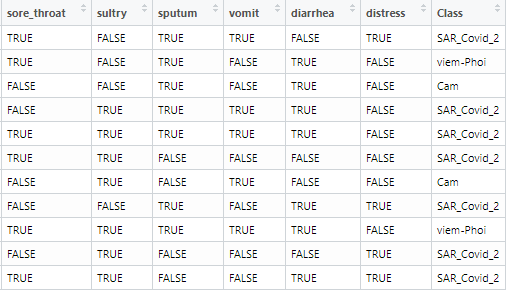 sore_throat sultry sputum vomit diarrhea distress Class
TRUE FALSE TRUE TRUE FALSE TRUE SAR_Covid_2
TRUE FALSE TRUE FALSE TRUE FALSE viem-Phoi
FALSE FALSE TRUE FALSE TRUE FALSE Cam
FALSE TRUE TRUE TRUE TRUE FALSE SAR_Covid_2
TRUE TRUE TRUE TRUE TRUE FALSE SAR_Covid_2
TRUE TRUE FALSE FALSE FALSE FALSE SAR_Covid_2
FALSE TRUE FALSE TRUE FALSE FALSE Cam
FALSE FALSE TRUE FALSE TRUE TRUE SAR_Covid_2
TRUE TRUE TRUE TRUE TRUE FALSE viem-Phoi
FALSE TRUE FALSE FALSE FALSE TRUE SAR_Covid_2
TRUE TRUE FALSE FALSE TRUE TRUE SAR_Covid_2